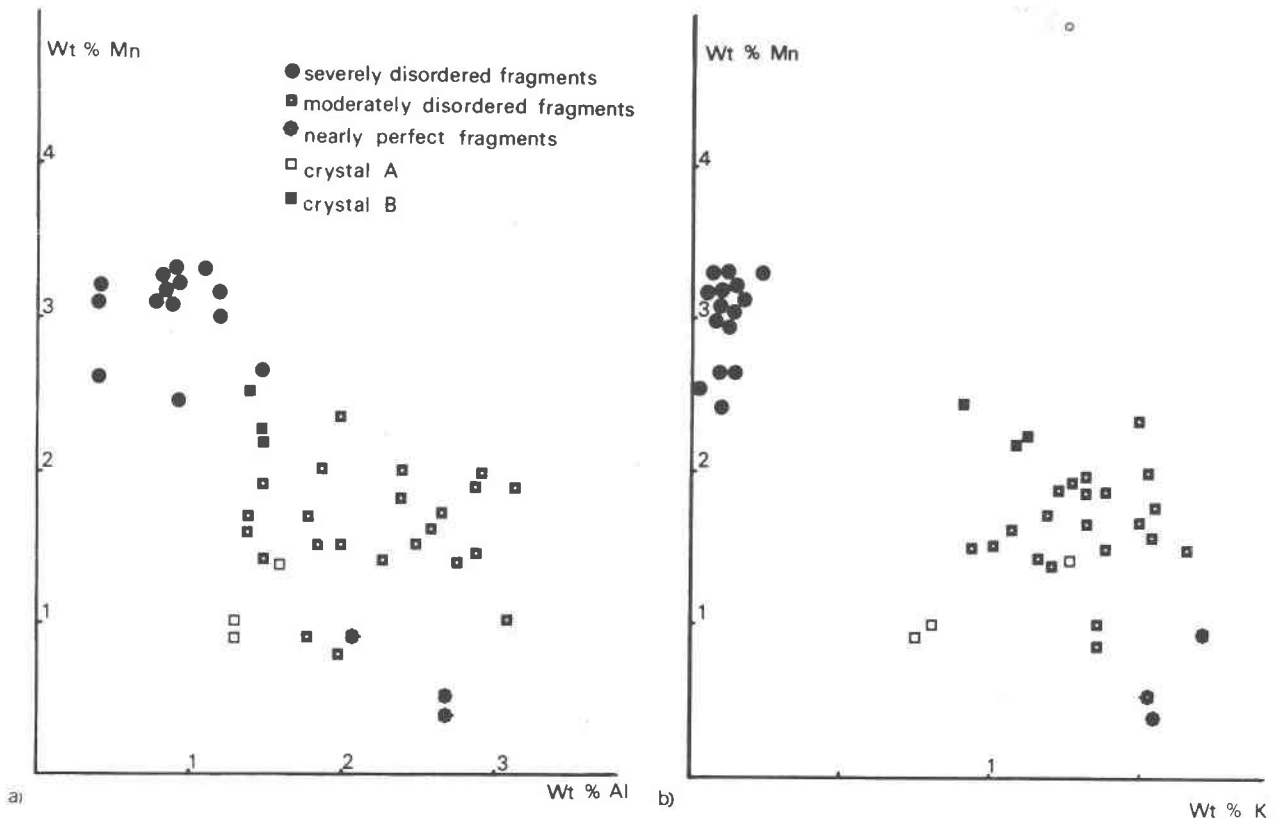 Wt % Mn
severely disordered fragments
moderately disordered fragments
nearly perfect fragments
crystal A
crystal B
4
3
2
1
1
2
3
Wt % Al
a)
Wt % Mn
4
3
2
1
1
Wt % K
b)